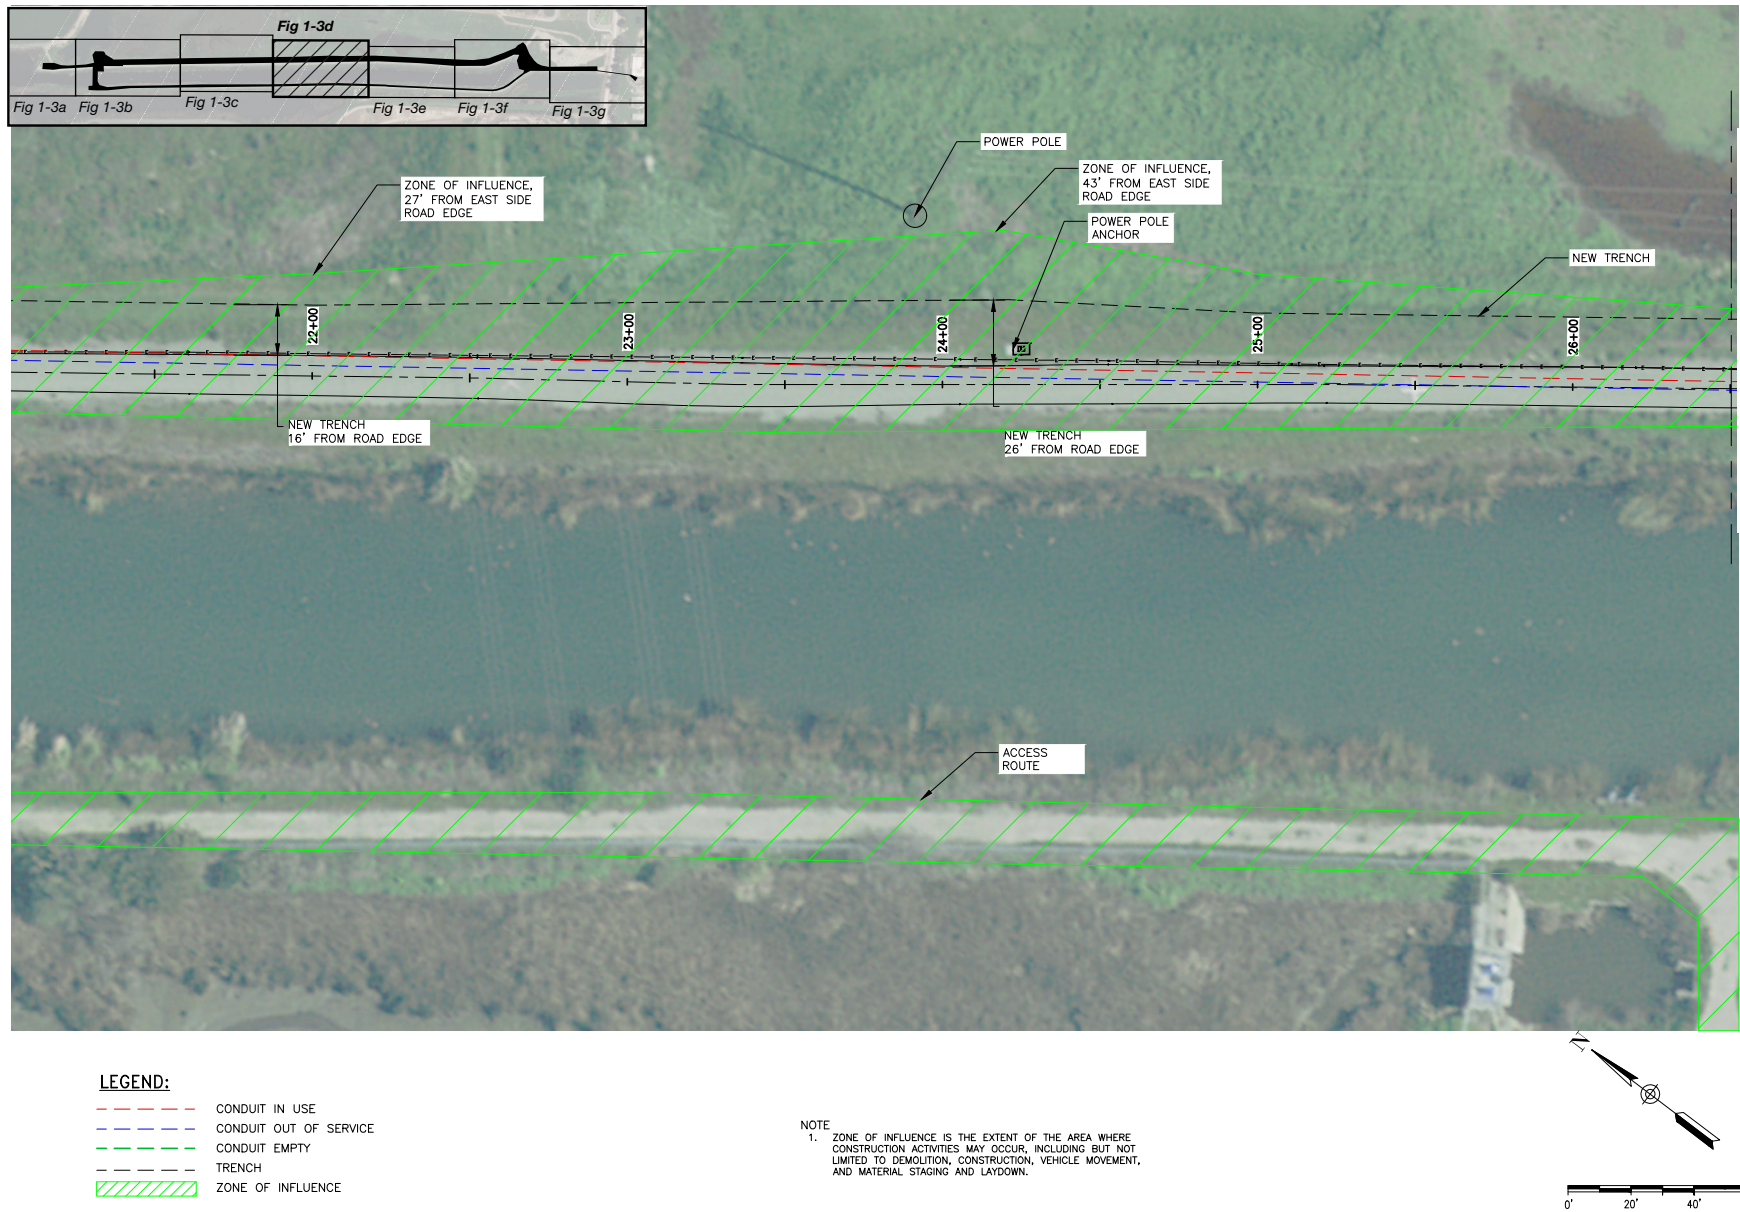 Fig 1-3d
Fig 1-3a
Fig 1-3b
Fig 1-3c
Fig 1-3e
Fig 1-3f
Fig 1-3g
POWER POLE
ZONE OF INFLUENCE,
43' FROM EAST SIDE
ROAD EDGE
ZONE OF INFLUENCE,
27' FROM EAST SIDE
ROAD EDGE
POWER POLE
ANCHOR
NEW TRENCH
22+00
23+00
24+00
25+00
26+00
NEW TRENCH
16' FROM ROAD EDGE
NEW TRENCH
26' FROM ROAD EDGE
ACCESS
ROUTE
N
LEGEND:
CONDUIT IN USE
CONDUIT OUT OF SERVICE
CONDUIT EMPTY
TRENCH
ZONE OF INFLUENCE
NOTE
1. ZONE OF INFLUENCE IS THE EXTENT OF THE AREA WHERE
CONSTRUCTION ACTIVITIES MAY OCCUR, INCLUDING BUT NOT
LIMITED TO DEMOLITION, CONSTRUCTION, VEHICLE MOVEMENT,
AND MATERIAL STAGING AND LAYDOWN.
0' 20' 40'